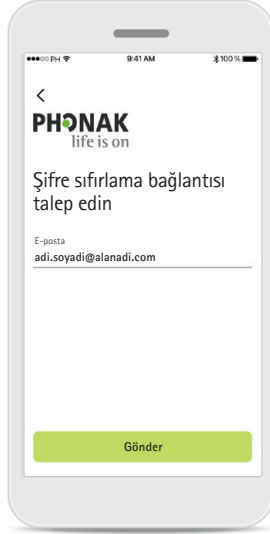 PH 9:41 AM 100%
PHONAK
life is on
Şifre sıfırlama bağlantısı
talep edin
E-posta
adi.soyadi@alanadi.com
Gönder